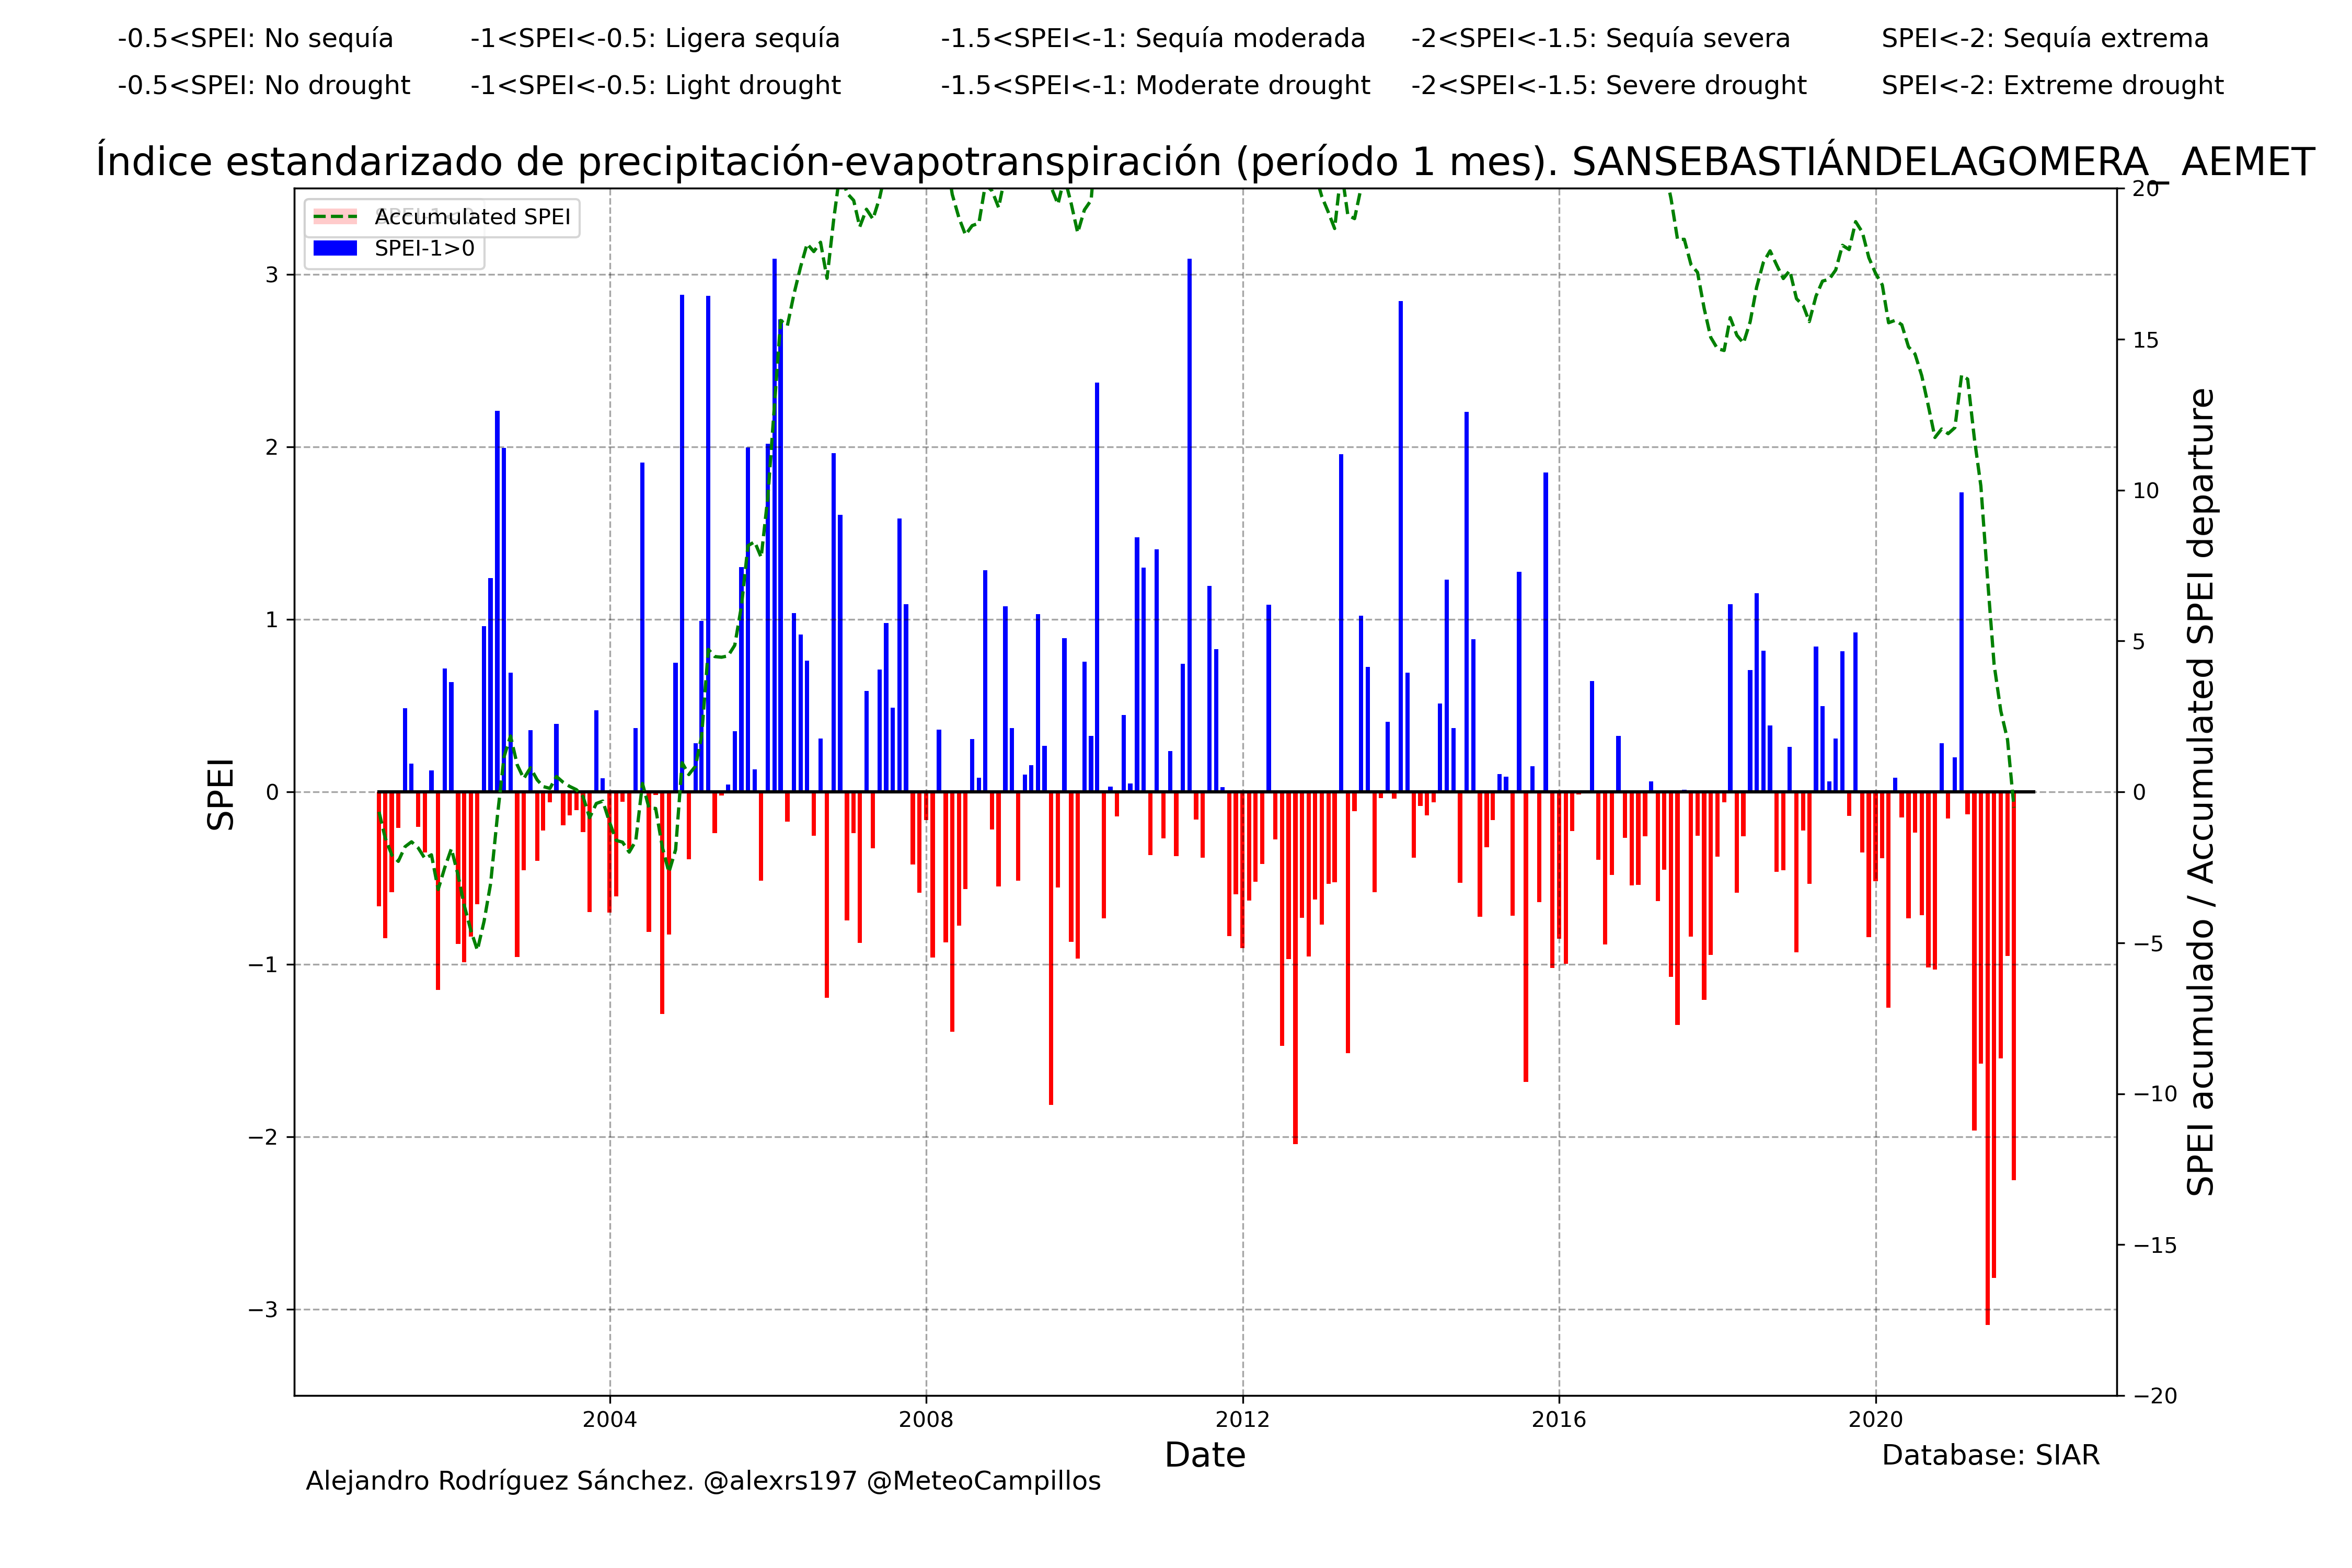 -0.5<SPEI: No sequía -1<SPEI<-0.5: Ligera sequía -1.5<SPEI<-1: Sequía moderada -2<SPEI<-1.5: Sequía severa SPEI<-2: Sequía extrema
-0.5<SPEI: No drought -1<SPEI<-0.5: Light drought -1.5<SPEI<-1: Moderate drought -2<SPEI<-1.5: Severe drought SPEI<-2: Extreme drought
Índice estandarizado de precipitación-evapotranspiración (período 1 mes). SANSEBASTIÁNDELAGOMERA_ AEMET
Accumulated SPEI
SPEI-1>0
SPEI
3
2
1
0
−1
−2
−3
20
15
10
5
0
−5
−10
−15
−20
SPEI acumulado / Accumulated SPEI departure
2004 2008 2012 2016 2020
Date
Database: SIAR
Alejandro Rodríguez Sánchez. @alexrs197 @MeteoCampillos